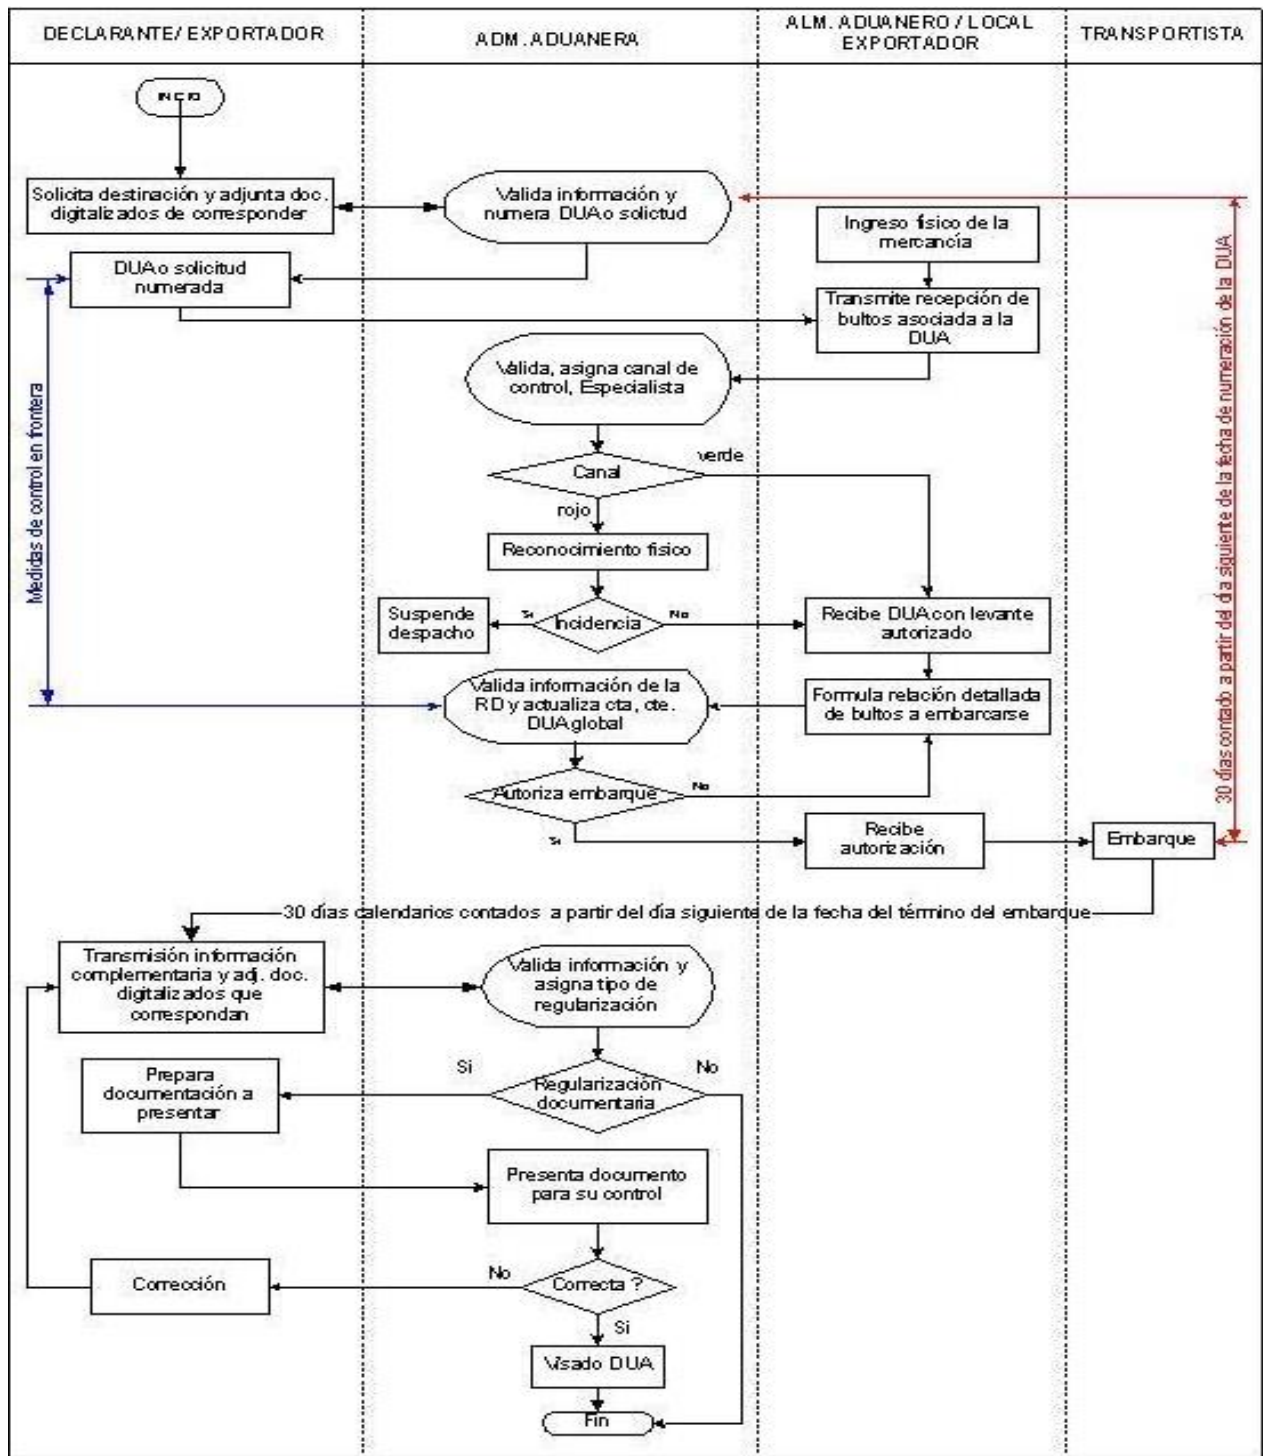 DECLARANTE/ EXPORTADOR
ADM. ADUANERA
ALM. ADUANERO / LOCAL
EXPORTADOR
TRANSPORTISTA
INICIO
Solicita destinación y adjunta doc.
digitalizados de corresponder
Valida información y
numera DUA o solictud
Ingreso físico de la
mercancía
DUA o solicitud
numerada
Transmite recepción de
bultos asociada a la
DUA
Válida, asigna canal de
control, Especialista
verde
Canal
rojo
Reconocimiento físico
Suspende
despacho
Si
Incidencia
No
Recibe DUA con levante
autorizado
Valida información de la
RD y actualiza cta, cte.
DUA global
Formula relación detallada
de bultos a embarcarse
Autoriza embarque
No
Si
Recibe
autorización
Embarque
Medidas de control en frontera
30 días contado a partir del día siguiente de la fecha de numeración de la DUA
30 días calendarios contados a partir del día siguiente de la fecha del término del embarque
Transmisión información
complementaria y adj. doc.
digitalizados que
correspondan
Valida información y
asigna tipo de
regularización
Si
No
Prepara
documentación a
presentar
Regularización
documentaria
Presenta documento
para su control
Corrección
No
Correcta ?
Si
Visado DUA
Fin